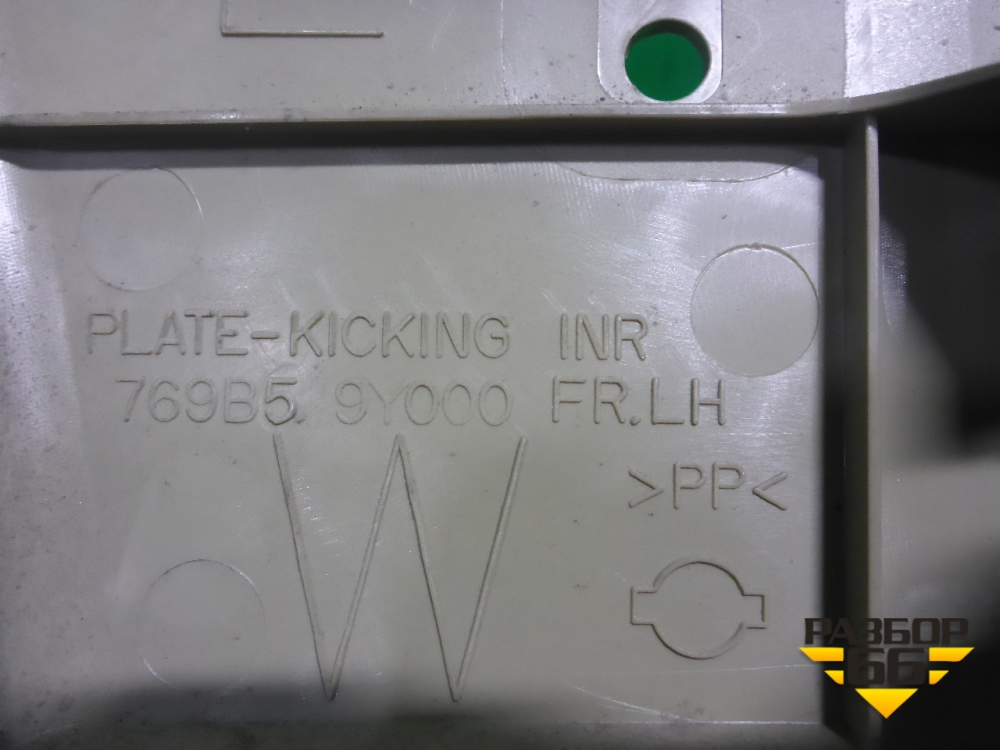 PLATE-KICKING INR
769B5. 9Y000 FR.LH
W
>PP<
РАЗБОР
66